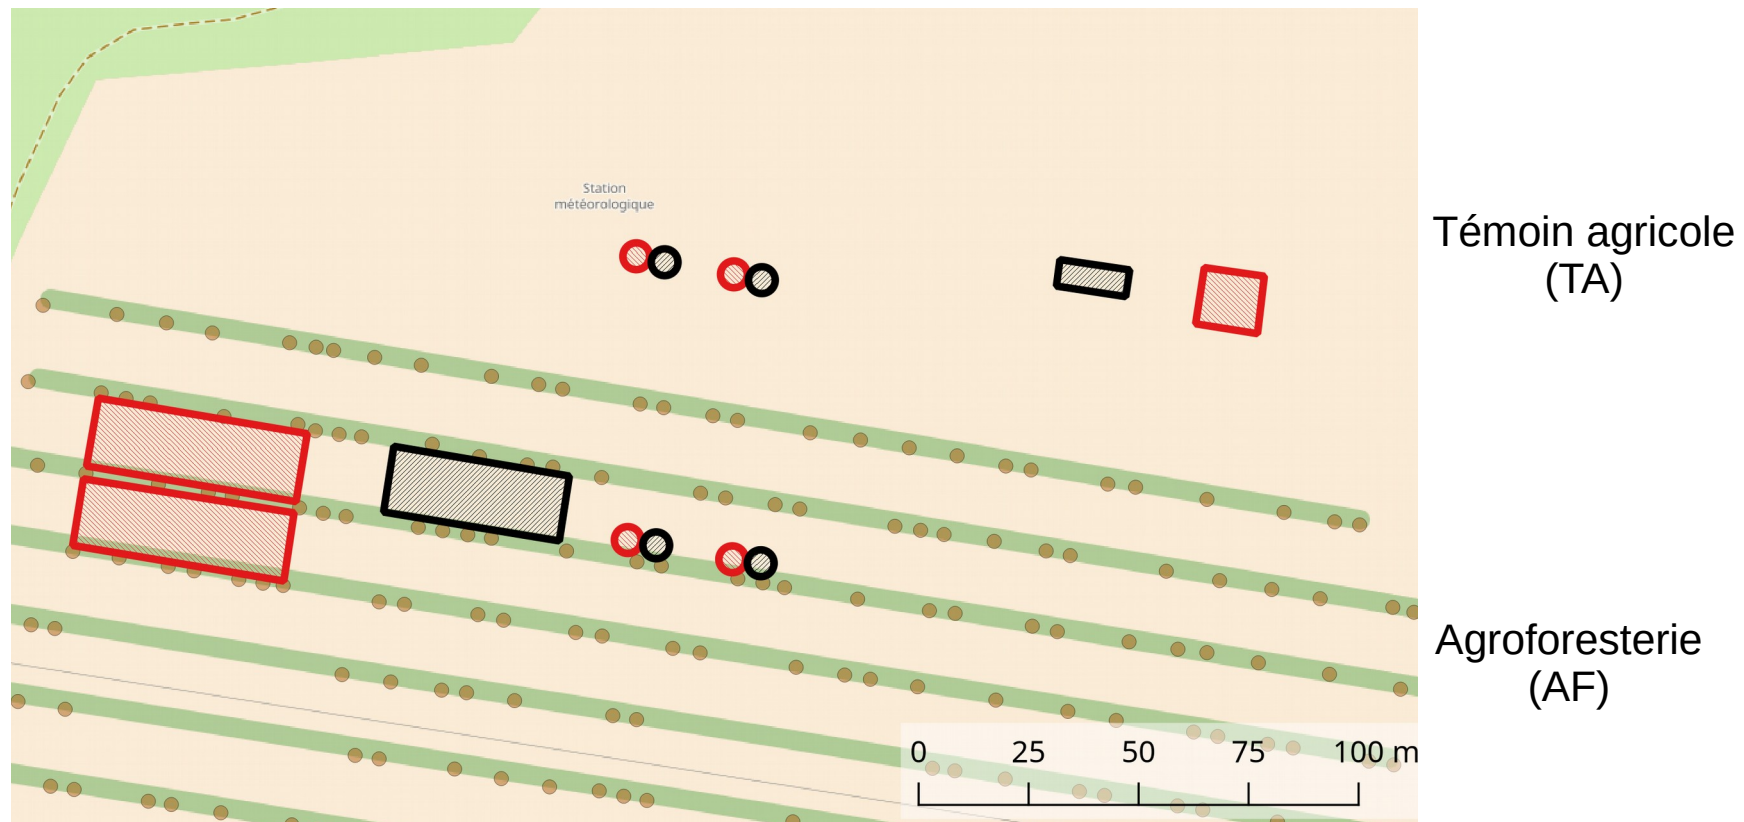 Station
météorologique
Témoin agricole
(TA)
Agroforesterie
(AF)
0 25 50 75 100 m